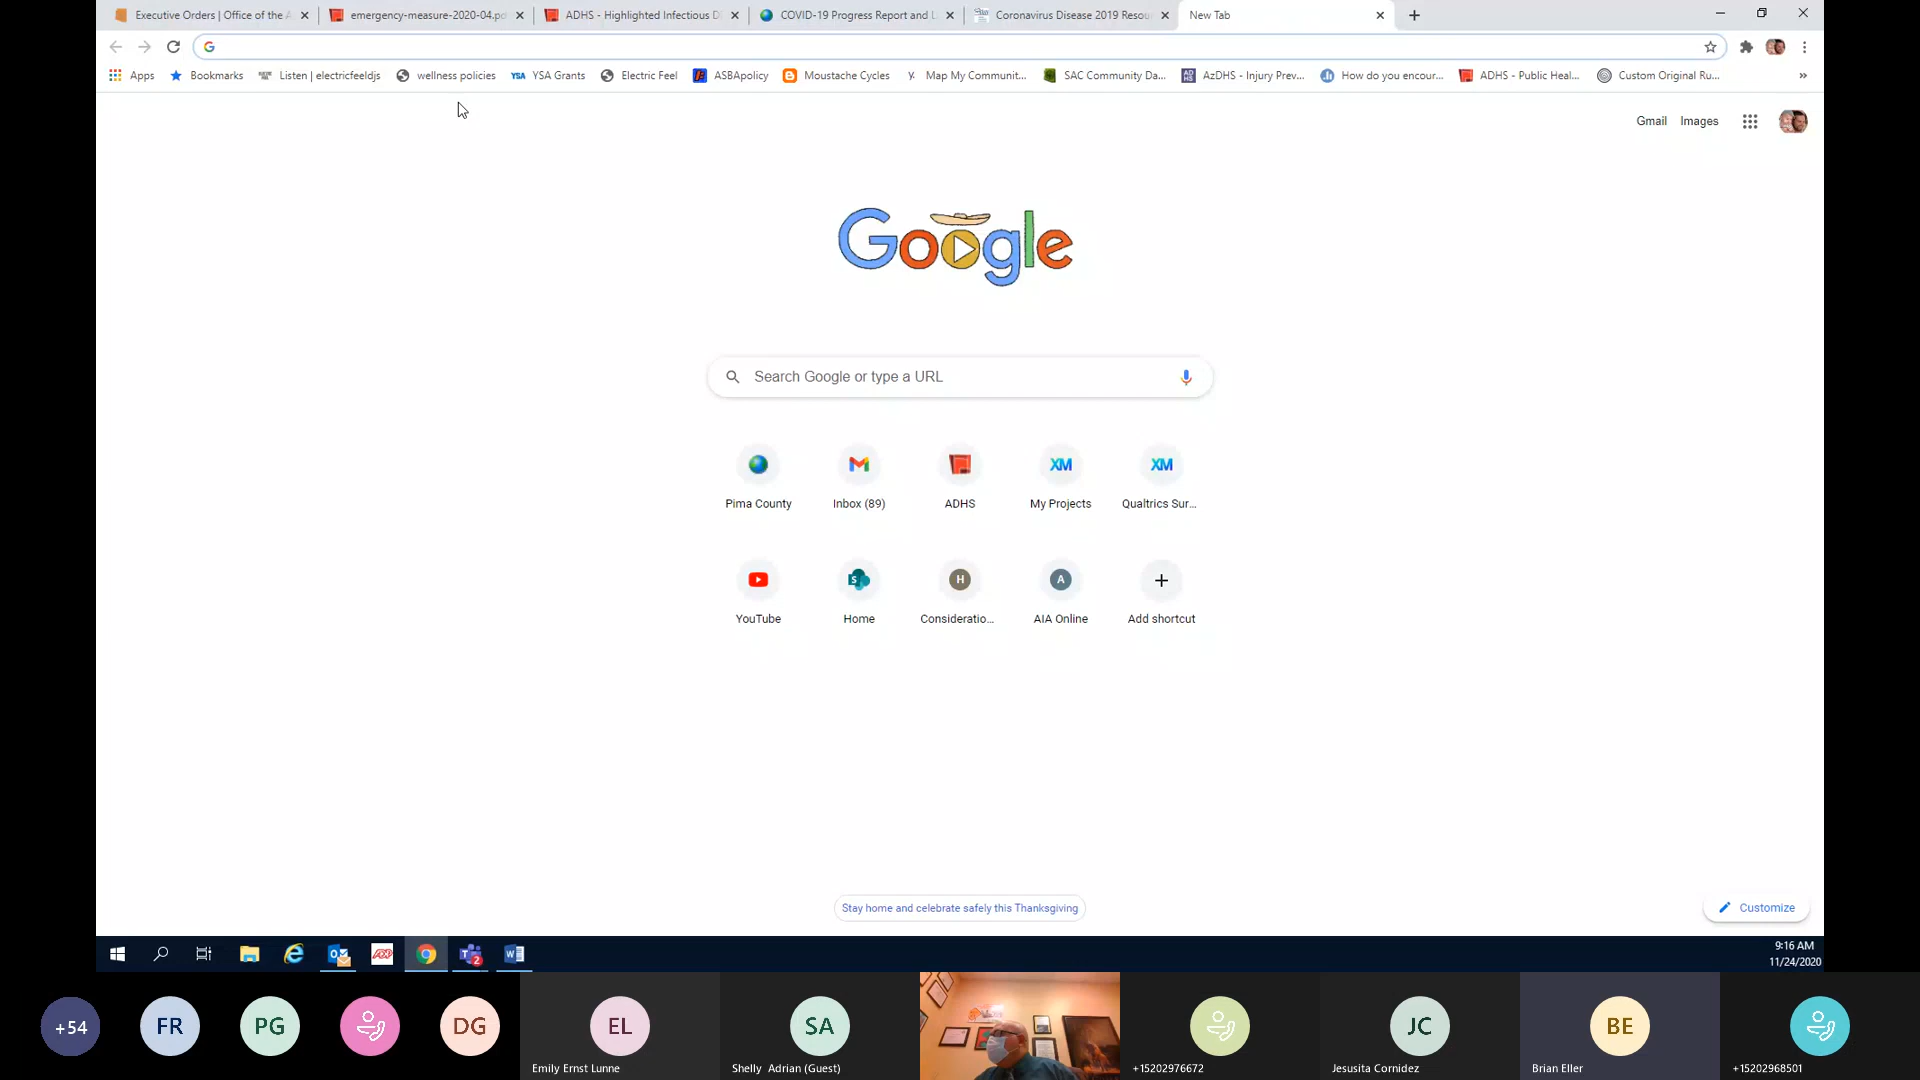 Executive Orders | Office of the A
emergency-measure-2020-04.pd
ADHS - Highlighted Infectious D
COVID-19 Progress Report and L
Coronavirus Disease 2019 Resou
New Tab
Apps
Bookmarks
Listen | electricfeeldjs
wellness policies
YSA YSA Grants
Electric Feel
ASBApolicy
Moustache Cycles
Map My Communit...
SAC Community Da...
AzDHS - Injury Prev...
How do you encour...
ADHS - Public Heal...
Custom Original Ru...
Gmail Images
Google
Search Google or type a URL
XM XM
Pima County Inbox (89) ADHS My Projects Qualtrics Sur...
H A
YouTube Home Consideratio... AIA Online Add shortcut
Stay home and celebrate safely this Thanksgiving
Customize
9:16 AM
11/24/2020
+54 FR PG DG EL SA JC BE
Emily Ernst Lunne Shelly Adrian (Guest) +15202976672 Jesusita Cornidez Brian Eller +15202968501